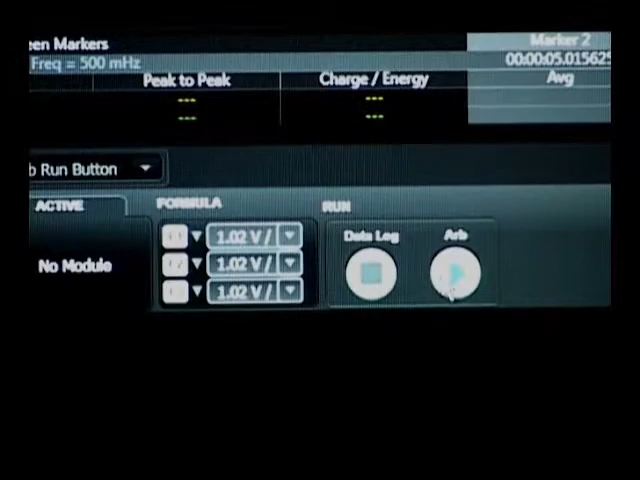 een Markers
Marker 2
Freq = 500 mHz
00:00:05.015625
Peak to Peak
Charge / Energy
Avg
---
---
---
---
b Run Button
ACTIVE
FORMULA
RUN
Data Log
Arb
No Module
1.02 V /
1.02 V /
1.02 V /